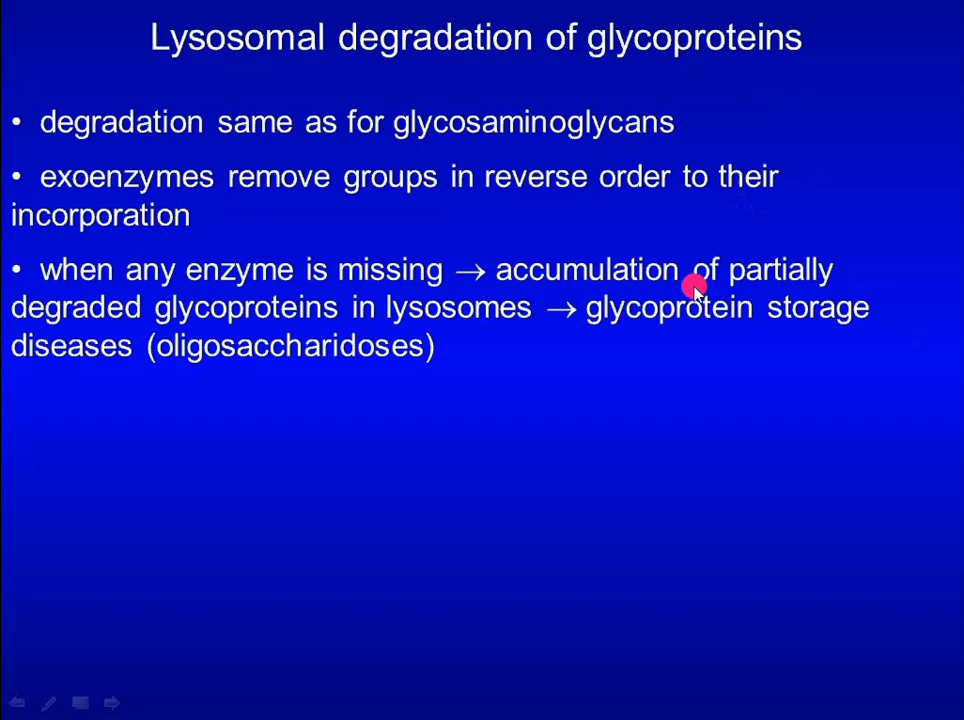 Lysosomal degradation of glycoproteins
• degradation same as for glycosaminoglycans
• exoenzymes remove groups in reverse order to their
incorporation
• when any enzyme is missing → accumulation of partially
degraded glycoproteins in lysosomes → glycoprotein storage
diseases (oligosaccharidoses)